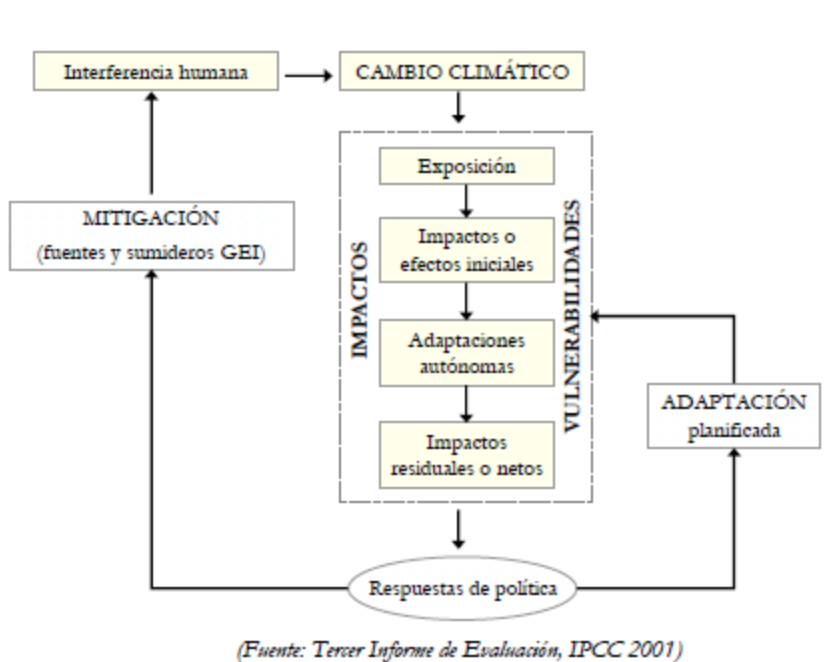 Interferencia humana
CAMBIO CLIMÁTICO
MITIGACIÓN
(fuentes y sumideros GEI)
IMPACTOS
Exposición
Impactos o
efectos iniciales
Adaptaciones
autónomas
Impactos
residuales o netos
VULNERABILIDADES
ADAPTACIÓN
planificada
Respuestas de política
(Fuente: Tercer Informe de Evaluación, IPCC 2001)